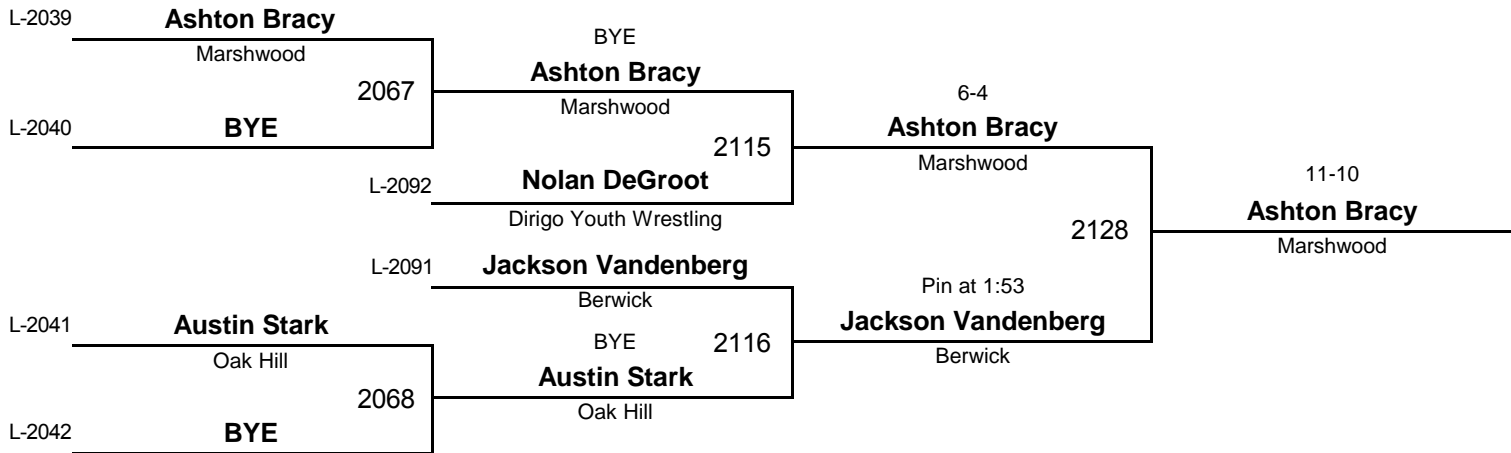 L-2039
Ashton Bracy
Marshwood
2067
L-2040
BYE
BYE
Ashton Bracy
Marshwood
2115
L-2092
Nolan DeGroot
Dirigo Youth Wrestling
6-4
Ashton Bracy
Marshwood
2128
11-10
Ashton Bracy
Marshwood
L-2091
Jackson Vandenberg
Berwick
Pin at 1:53
Jackson Vandenberg
Berwick
L-2041
Austin Stark
Oak Hill
BYE
2116
Austin Stark
Oak Hill
2068
L-2042
BYE